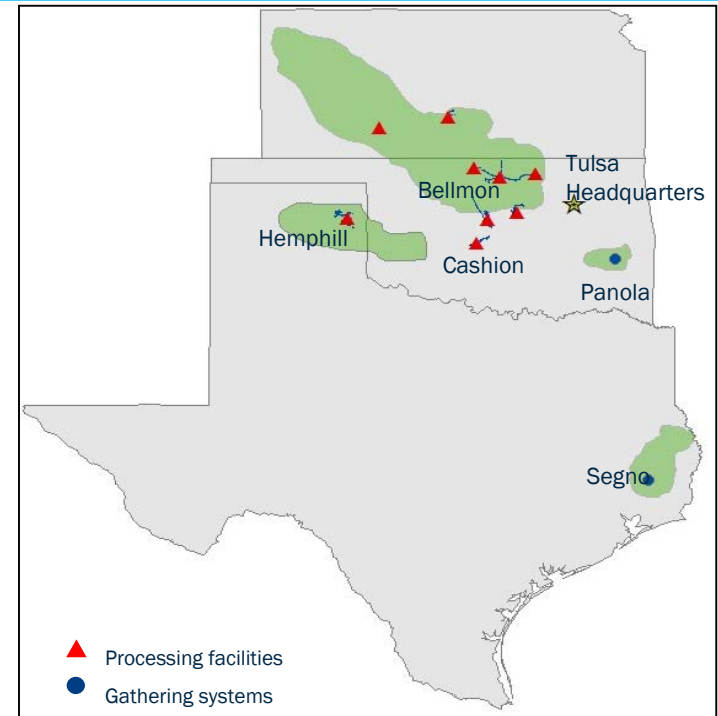 Tulsa
Headquarters
Bellmon
Hemphill
Cashion
Panola
Segno
Processing facilities
Gathering systems